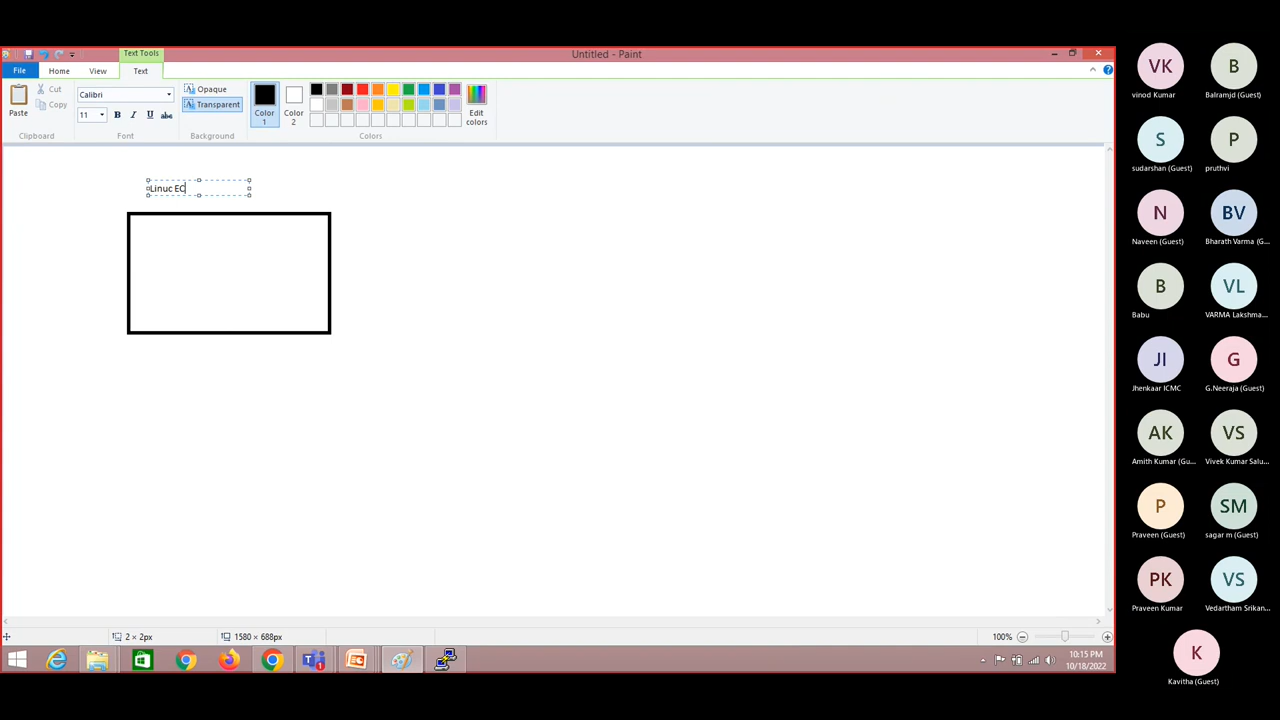 Text Tools
Untitled - Paint
File
Home
View
Text
Paste
Cut
Copy
Clipboard
Calibri
11
B
I
U
abc
Font
Opaque
Transparent
Background
Color 1
Color 2
Edit colors
Colors
Linuc EC
2 × 2px
1580 × 688px
100%
10:15 PM
10/18/2022
VK
vinod Kumar
B
Balramjd (Guest)
S
sudarshan (Guest)
P
pruthvi
N
Naveen (Guest)
BV
Bharath Varma (G...
B
Babu
VL
VARMA Lakshma...
JI
Jhenkaar ICMC
G
G.Neeraja (Guest)
AK
Amith Kumar (Gu...
VS
Vivek Kumar Salu...
P
Praveen (Guest)
SM
sagar m (Guest)
PK
Praveen Kumar
VS
Vedartham Srikan...
K
Kavitha (Guest)